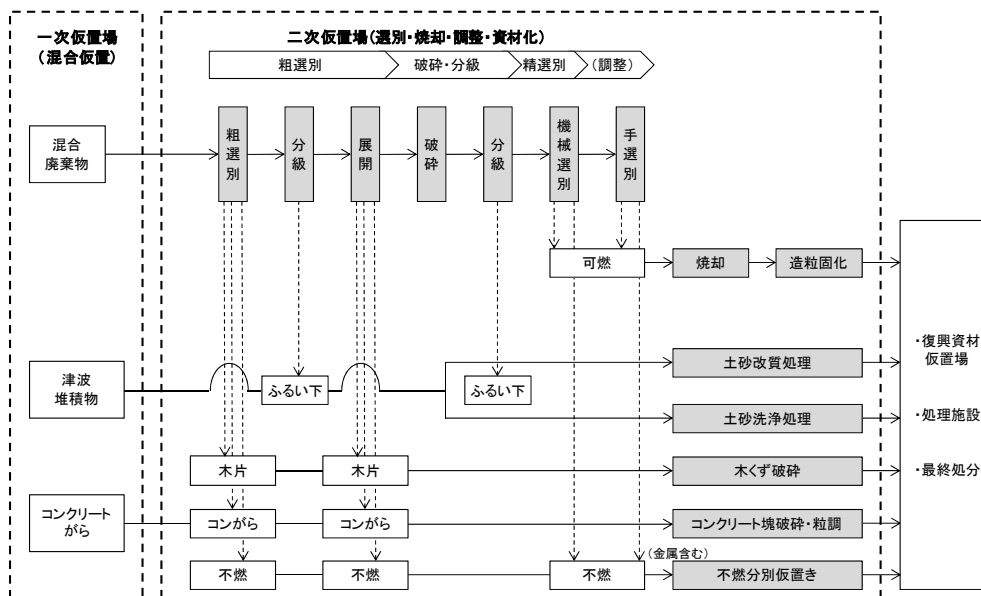 一次仮置場
(混合仮置)
二次仮置場(選別・焼却・調整・資材化)
粗選別
破砕・分級
精選別
(調整)
混合
廃棄物
粗選別
分級
展開
破砕
分級
機械選別
手選別
可燃
焼却
造粒固化
津波
堆積物
ふるい下
ふるい下
土砂改質処理
土砂洗浄処理
木片
木片
木くず破砕
コンクリート
がら
コンがら
コンがら
コンクリート塊破砕・粒調
不燃
不燃
不燃
(金属含む)
不燃分別仮置き
・復興資材
仮置場
・処理施設
・最終処分